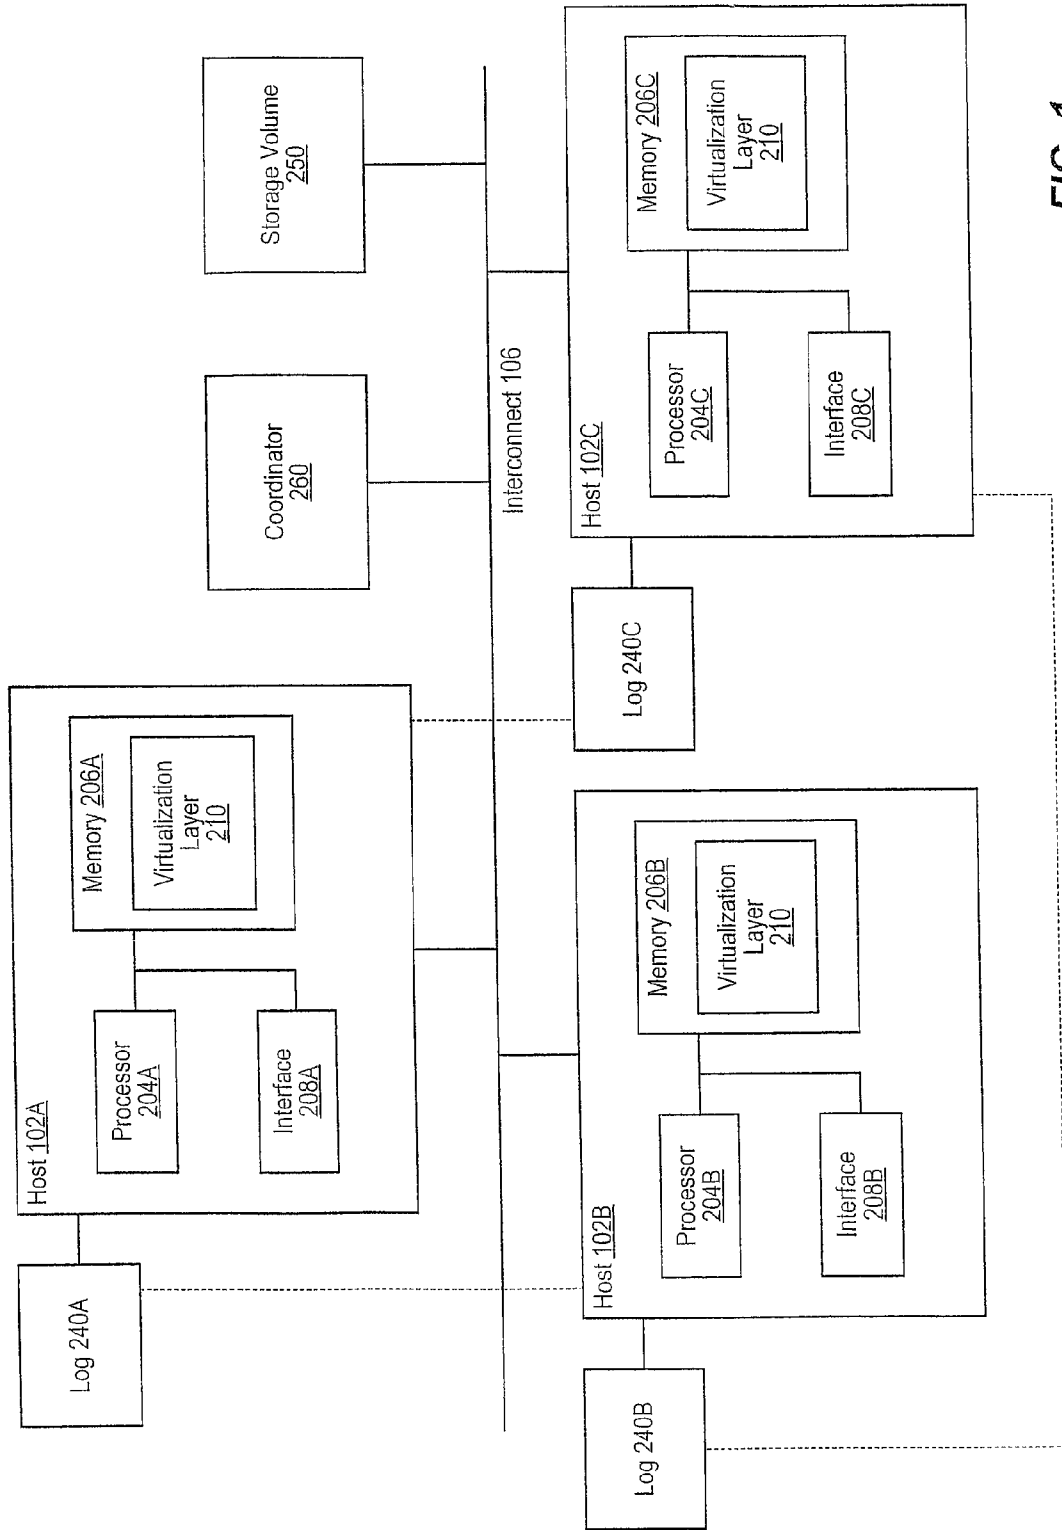 Log 240A
Host 102A
Processor
204A
Interface
208A
Memory 206A
Virtualization
Layer
210
Coordinator
260
Storage Volume
250
Interconnect 106
Log 240B
Host 102B
Processor
204B
Interface
208B
Memory 206B
Virtualization
Layer
210
Log 240C
Host 102C
Processor
204C
Interface
208C
Memory 206C
Virtualization
Layer
210
FIG. 4